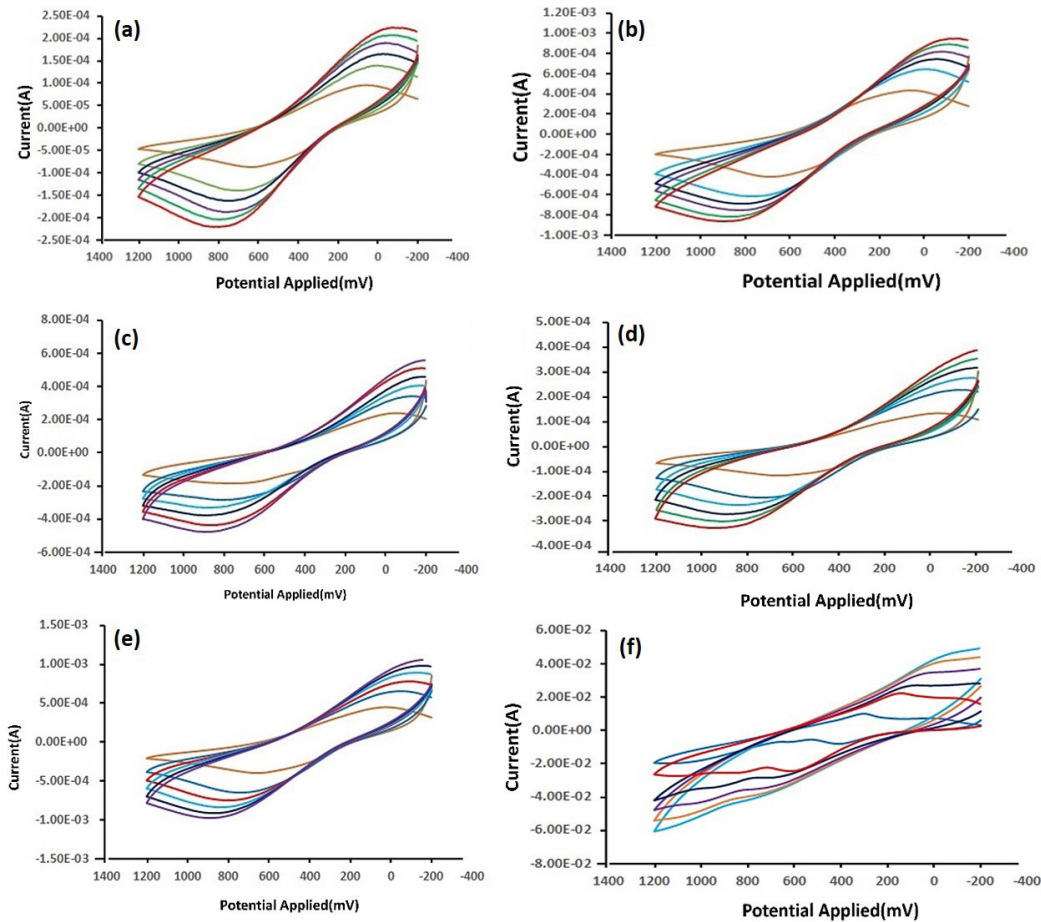 (a)
2.50E-04
2.00E-04
1.50E-04
1.00E-04
5.00E-05
0.00E+00
-5.00E-05
-1.00E-04
-1.50E-04
-2.00E-04
-2.50E-04
Current(A)
1400 1200 1000 800 600 400 200 0 -200 -400
Potential Applied(mV)
(b)
1.20E-03
1.00E-03
8.00E-04
6.00E-04
4.00E-04
2.00E-04
0.00E+00
-2.00E-04
-4.00E-04
-6.00E-04
-8.00E-04
-1.00E-03
Current(A)
1400 1200 1000 800 600 400 200 0 -200 -400
Potential Applied(mV)
(c)
8.00E-04
6.00E-04
4.00E-04
2.00E-04
0.00E+00
-2.00E-04
-4.00E-04
-6.00E-04
Current(A)
1400 1200 1000 800 600 400 200 0 -200 -400
Potential Applied(mV)
(d)
5.00E-04
4.00E-04
3.00E-04
2.00E-04
1.00E-04
0.00E+00
-1.00E-04
-2.00E-04
-3.00E-04
-4.00E-04
Current(A)
1400 1200 1000 800 600 400 200 0 -200 -400
Potential Applied(mV)
(e)
1.50E-03
1.00E-03
5.00E-04
0.00E+00
-5.00E-04
-1.00E-03
-1.50E-03
Current(A)
1400 1200 1000 800 600 400 200 0 -200 -400
Potential Applied(mV)
(f)
6.00E-02
4.00E-02
2.00E-02
0.00E+00
-2.00E-02
-4.00E-02
-6.00E-02
-8.00E-02
Current(A)
1400 1200 1000 800 600 400 200 0 -200 -400
Potential Applied(mV)